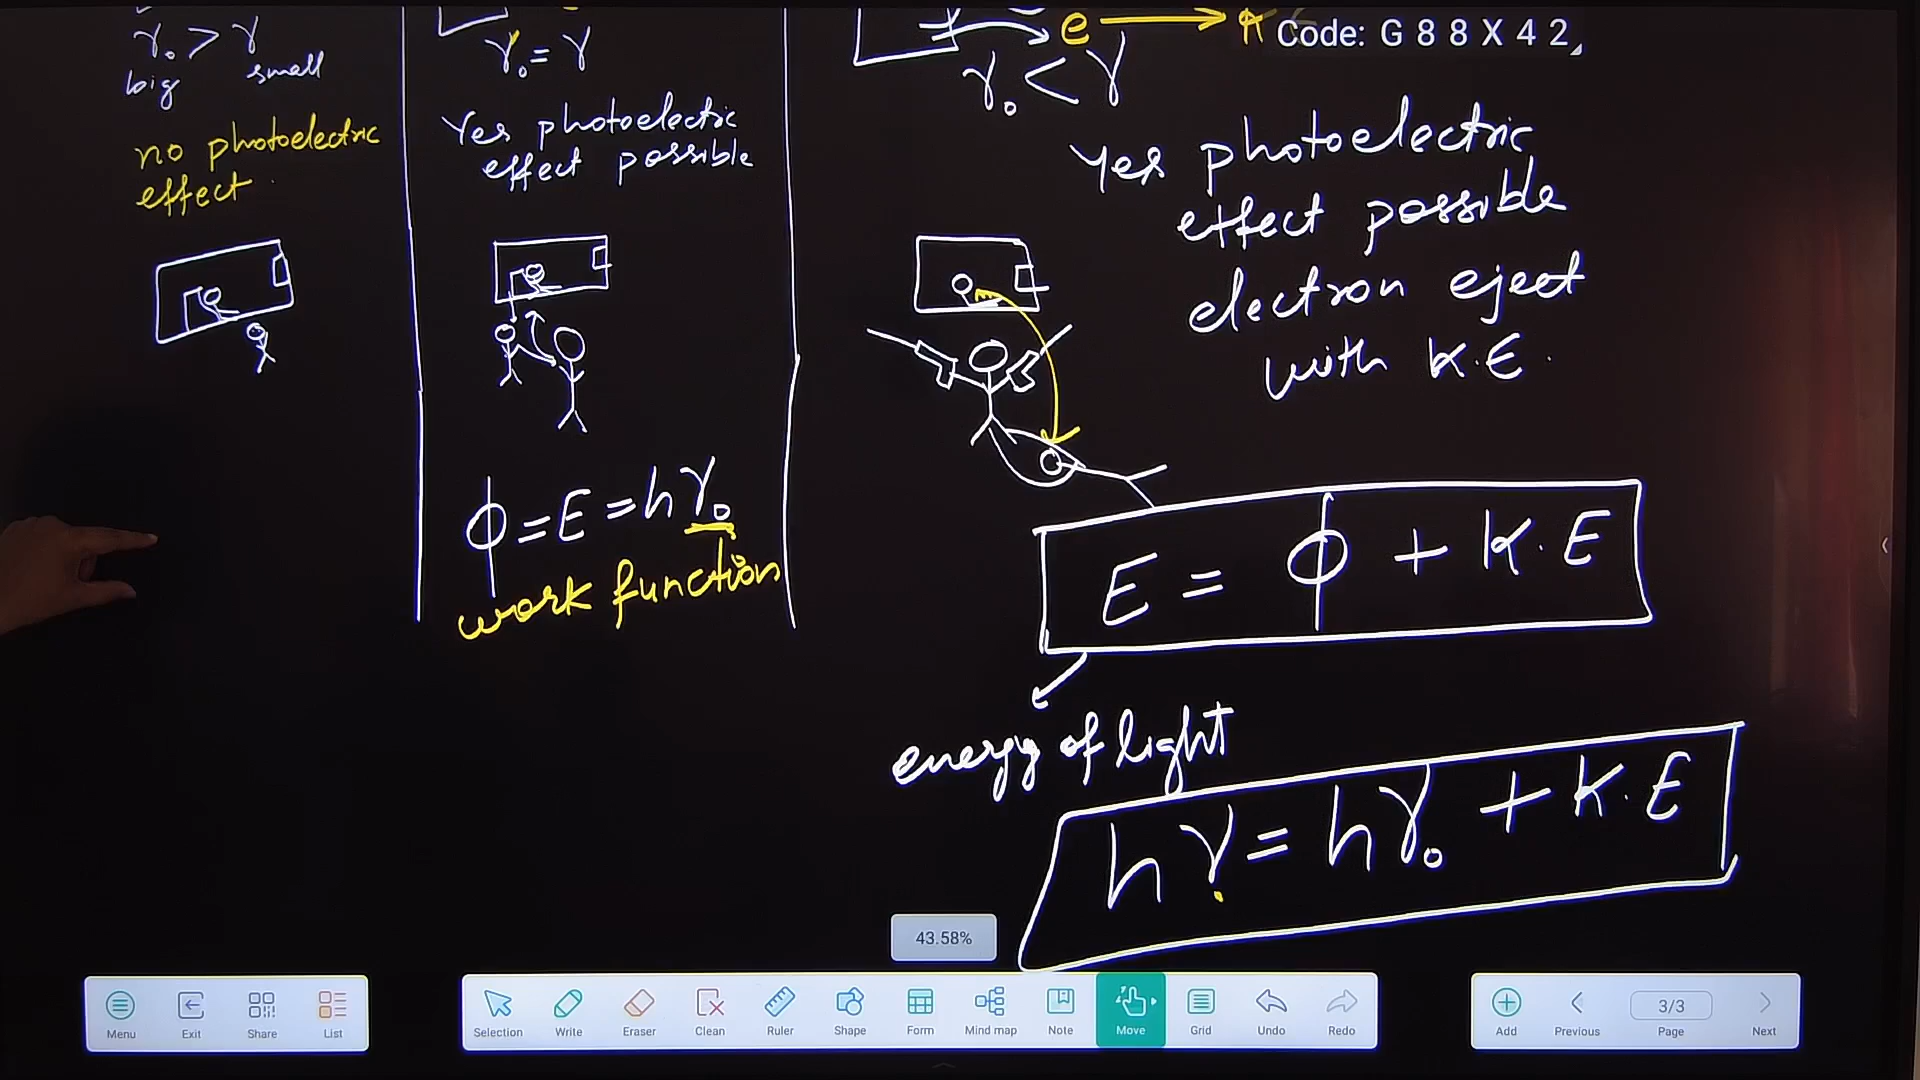 γ₀ > γ
big small
no photoelectric
effect.
γ₀ = γ
Yes photoelectric
effect possible
ϕ = E = hγ₀
work function
e
Code: G 8 8 X 4 2
γ₀ < γ
Yes photoelectric
effect possible
electron eject
with K.E.
E = ϕ + K.E
energy of light
hγ = hγ₀ + K.E
43.58%
Menu Exit Share List
Selection Write Eraser Clean Ruler Shape Form Mind map Note Move Grid Undo Redo
Add Previous 3/3 Page Next